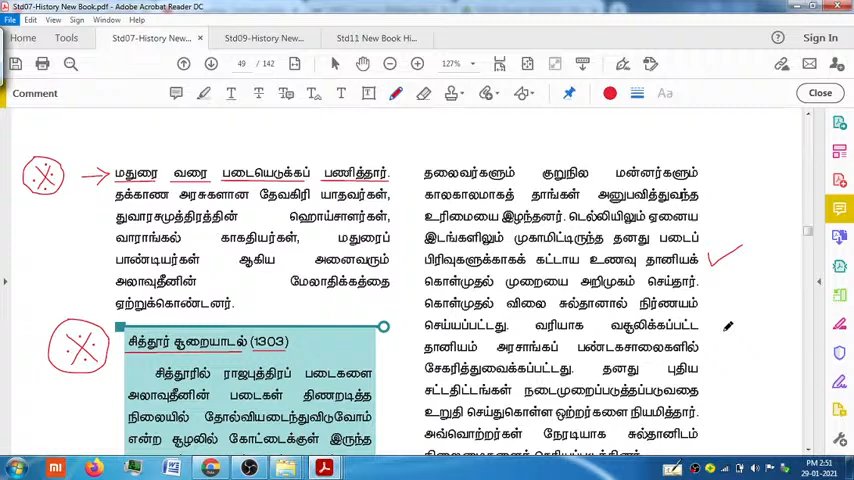 Std07-History New Book.pdf - Adobe Acrobat Reader DC
File Edit View Sign Window Help
Home Tools Std07-History New... × Std09-History New... Std11 New Book Hi... Sign In
49 / 142 127%
Comment Close
மதுரை வரை படையெடுக்கப் பணித்தார்.
தக்காண அரசுகளான தேவகிரி யாதவர்கள்,
துவாரசமுத்திரத்தின் ஹொய்சாளர்கள்,
வாராங்கல் காகதியர்கள், மதுரைப்
பாண்டியர்கள் ஆகிய அனைவரும்
அலாவுதீனின் மேலாதிக்கத்தை
ஏற்றுக்கொண்டனர்.
சித்தூர் சூறையாடல் (1303)
சித்தூரில் ராஜபுத்திரப் படைகளை
அலாவுதீனின் படைகள் திணறடித்த
நிலையில் தோல்வியடைந்துவிடுவோம்
என்ற சூழலில் கோட்டைக்குள் இருந்த
தலைவர்களும் குறுநில மன்னர்களும்
காலகாலமாகத் தாங்கள் அனுபவித்துவந்த
உரிமையை இழந்தனர். டெல்லியிலும் ஏனைய
இடங்களிலும் முகாமிட்டிருந்த தனது படைப்
பிரிவுகளுக்காகக் கட்டாய உணவு தானியக்
கொள்முதல் முறையை அறிமுகம் செய்தார்.
கொள்முதல் விலை சுல்தானால் நிர்ணயம்
செய்யப்பட்டது. வரியாக வசூலிக்கப்பட்ட
தானியம் அரசாங்கப் பண்டகசாலைகளில்
சேகரித்துவைக்கப்பட்டது. தனது புதிய
சட்டதிட்டங்கள் நடைமுறைப்படுத்தப்படுவதை
உறுதி செய்துகொள்ள ஒற்றர்களை நியமித்தார்.
அவ்வொற்றர்கள் நேரடியாக சுல்தானிடம்
PM 2:51
29-01-2021